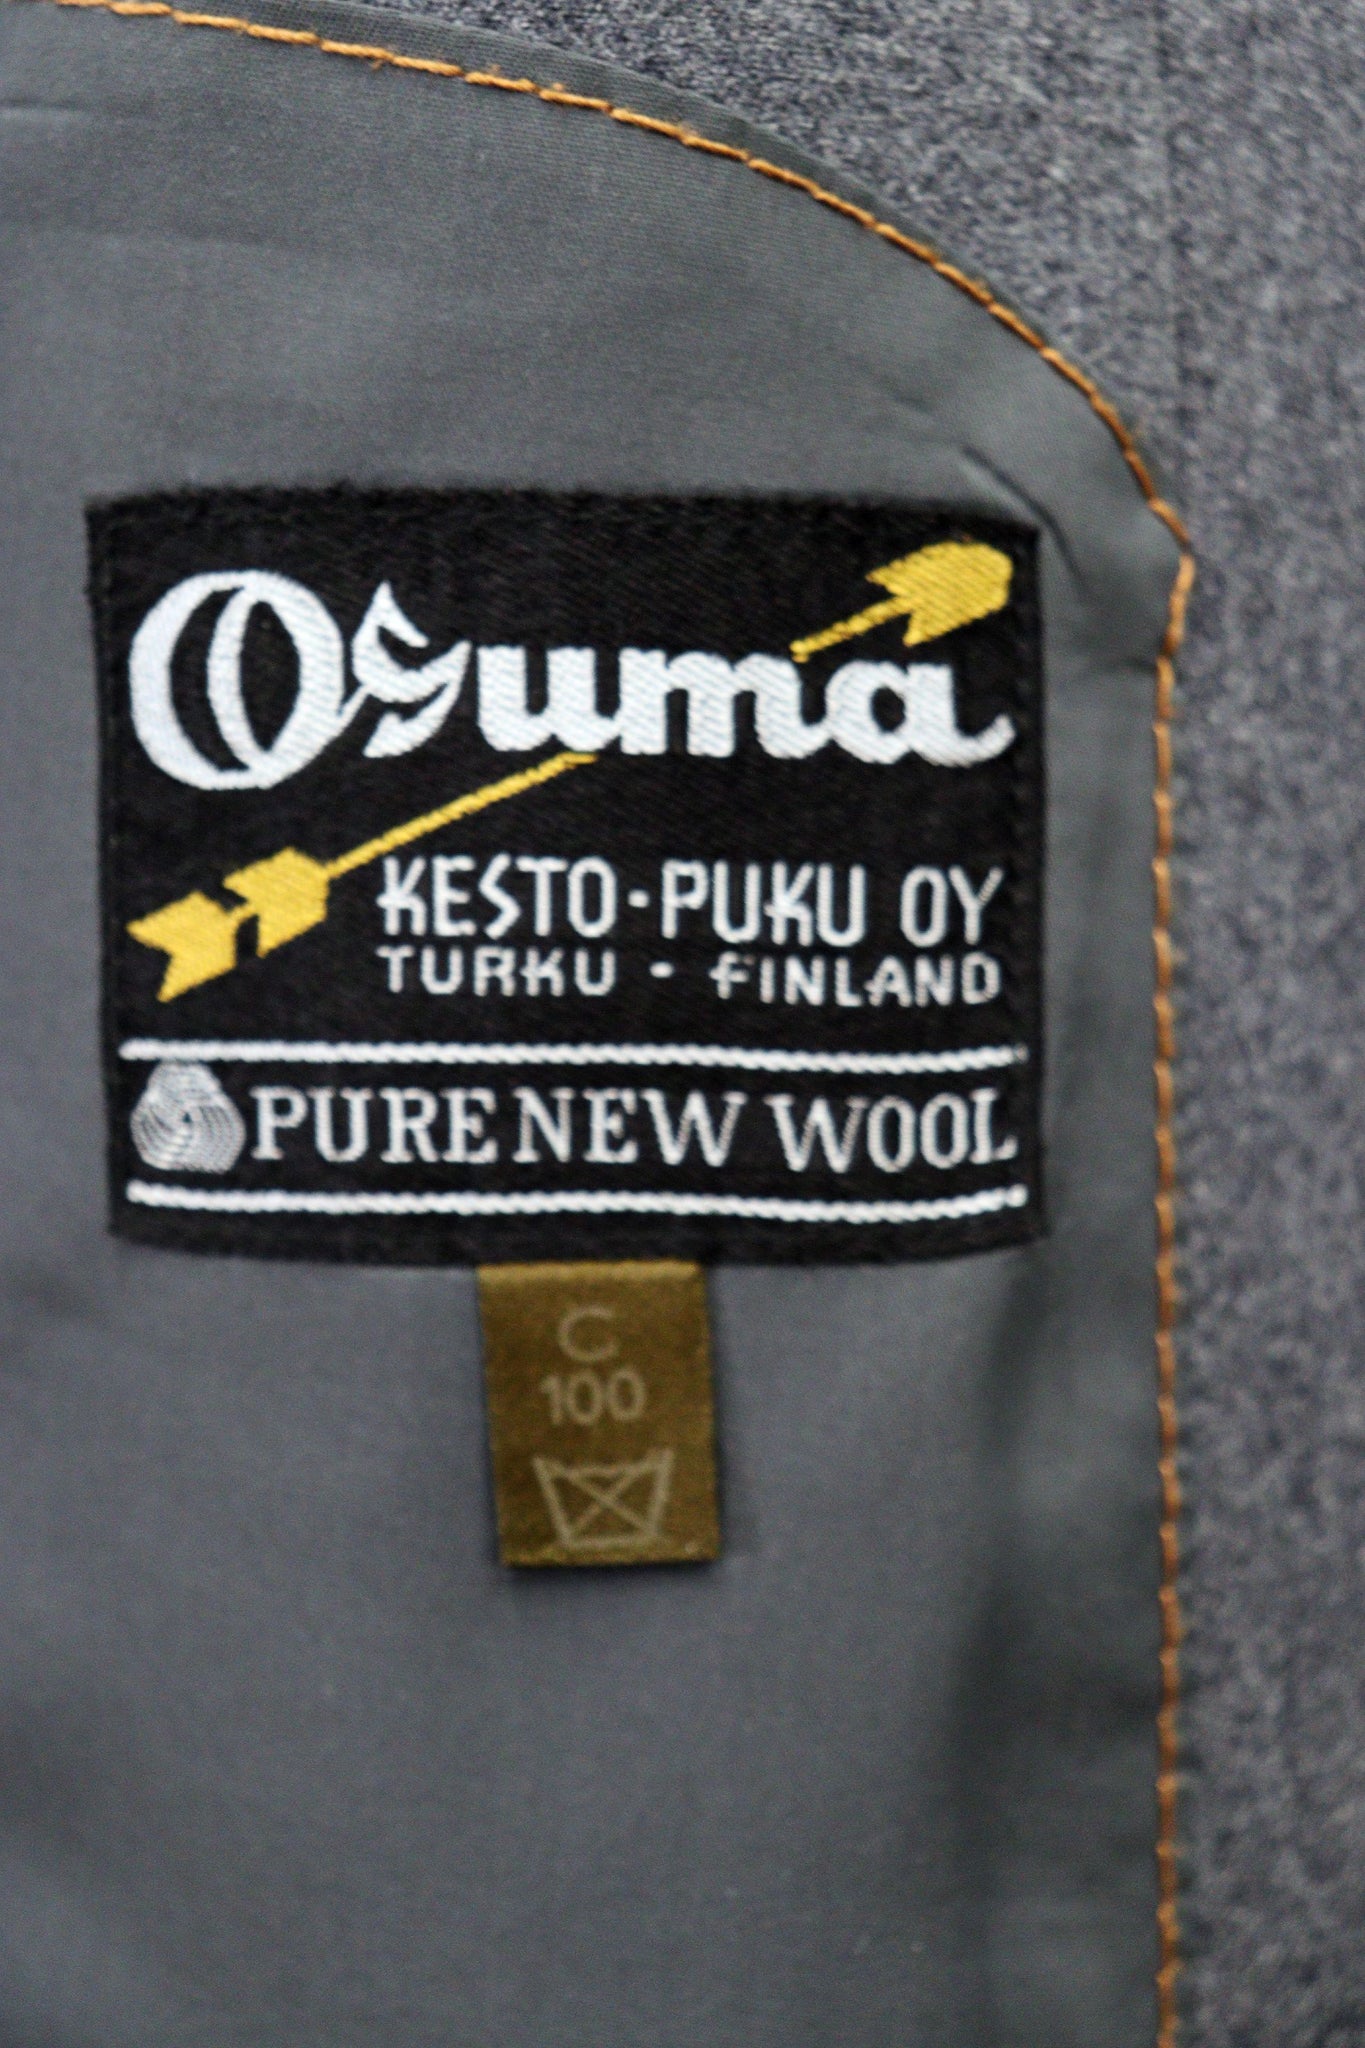 Osuma
KESTO-PUKU OY
TURKU - FINLAND
PURE NEW WOOL
C
100